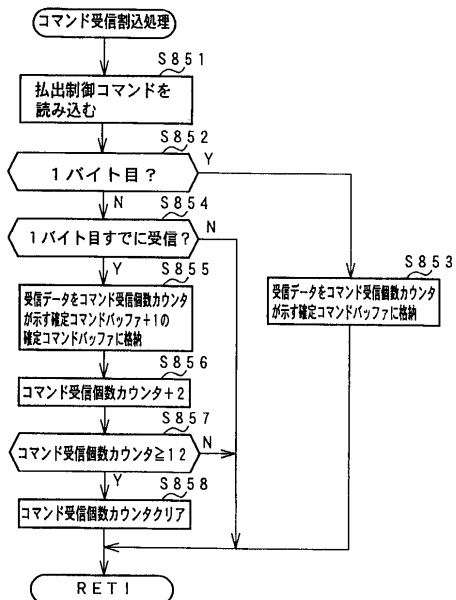 コマンド受信割込処理
S851
払出制御コマンドを
読み込む
S852
1バイト目?
Y
N
S854
1バイト目すでに受信?
N
Y
S853
受信データをコマンド受信個数カウンタ
が示す確定コマンドバッファに格納
S855
受信データをコマンド受信個数カウンタ
が示す確定コマンドバッファ+1の
確定コマンドバッファに格納
S856
コマンド受信個数カウンタ+2
S857
コマンド受信個数カウンタ≧12
N
Y
S858
コマンド受信個数カウンタクリア
RETI